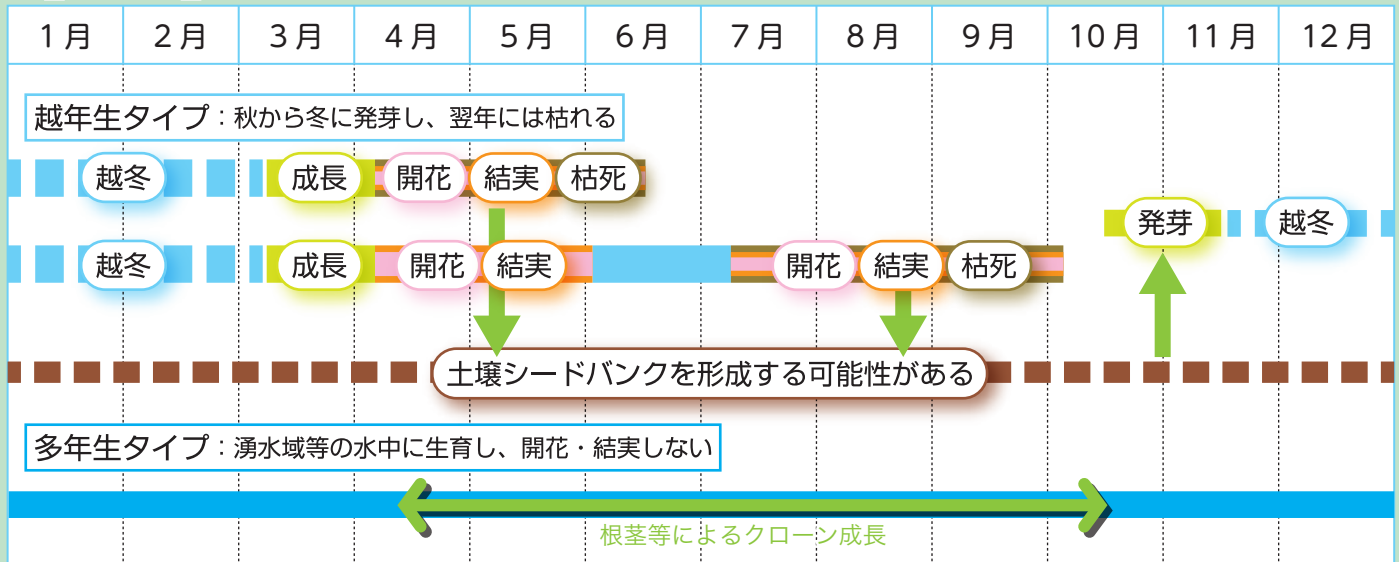 1月 2月 3月 4月 5月 6月 7月 8月 9月 10月 11月 12月
越年生タイプ：秋から冬に発芽し、翌年には枯れる
越冬 成長 開花 結実 枯死
発芽 越冬
越冬 成長 開花 結実 開花 結実 枯死
土壌シードバンクを形成する可能性がある
多年生タイプ：湧水域等の水中に生育し、開花・結実しない
根茎等によるクローン成長